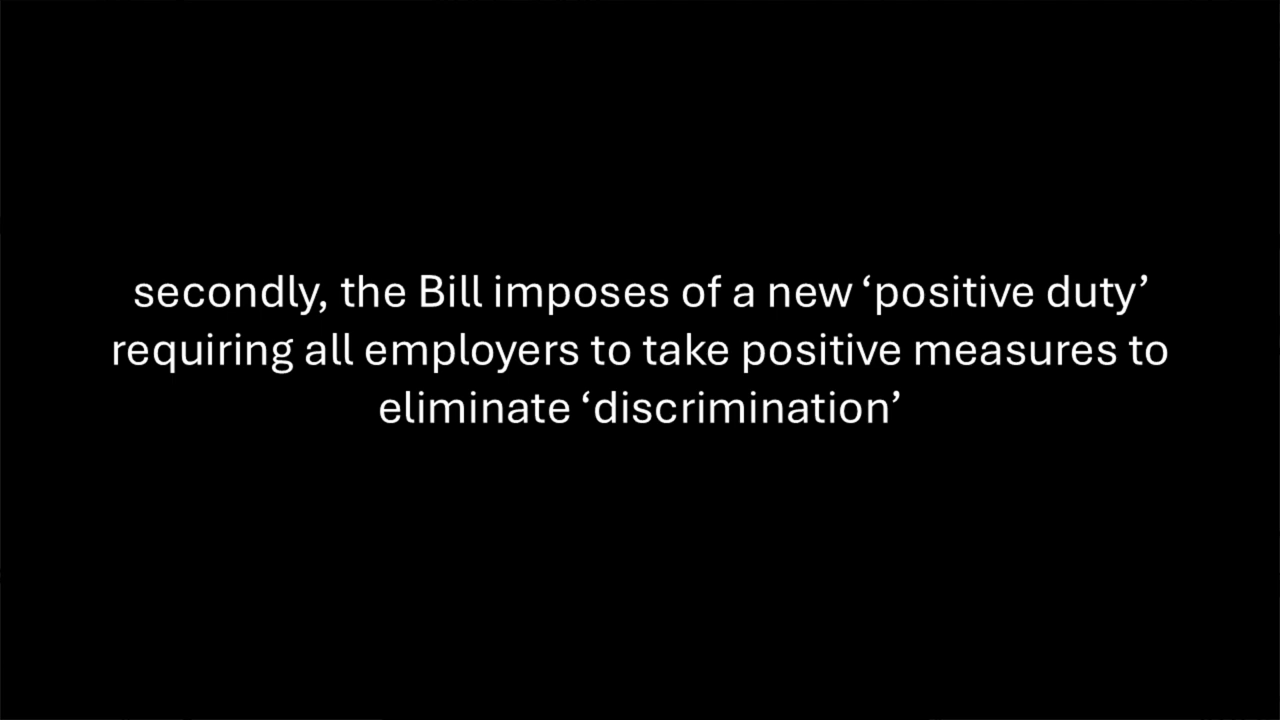 secondly, the Bill imposes of a new ‘positive duty’
requiring all employers to take positive measures to
eliminate ‘discrimination’